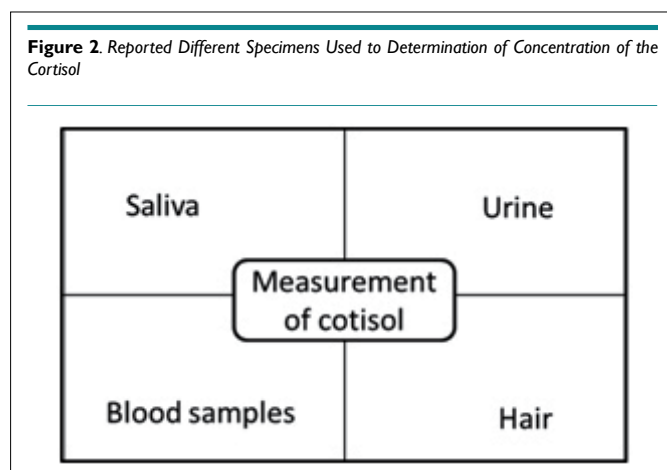 Figure 2. Reported Different Specimens Used to Determination of Concentration of the
Cortisol
Saliva
Urine
Measurement
of cotisol
Blood samples
Hair